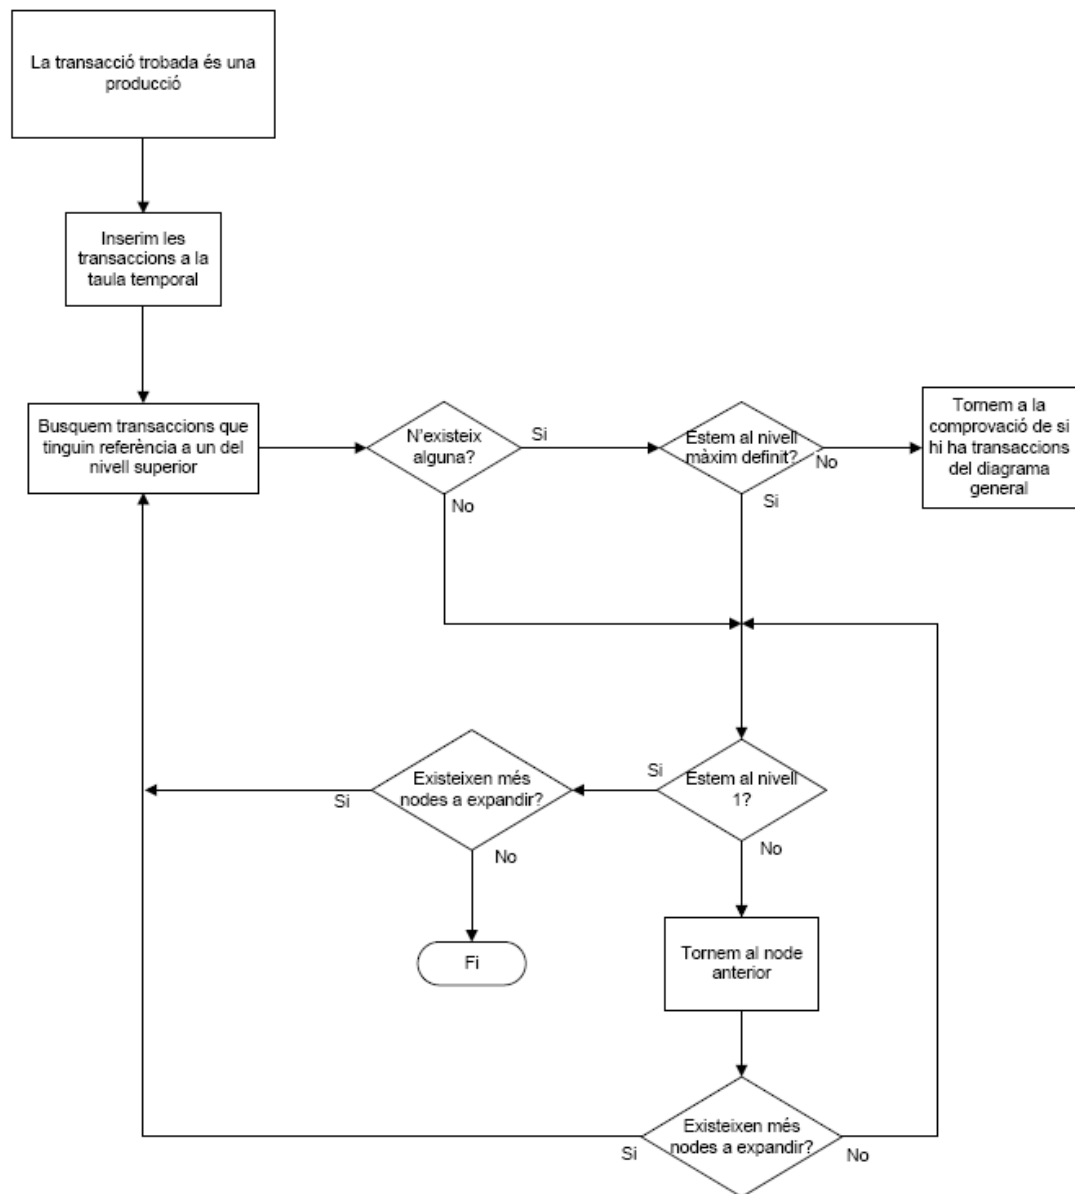 La transacció trobada és una
producció
Inserim les
transaccions a la
taula temporal
Busquem transaccions que
tinguin referència a un del
nivell superior
N'existeix
alguna?
Si
No
Estem al nivell
màxim definit?
No
Si
Tornem a la
comprovació de si
hi ha transaccions
del diagrama
general
Estem al nivell
1?
Si
No
Existeixen més
nodes a expandir?
Si
No
Fi
Tornem al node
anterior
Existeixen més
nodes a expandir?
Si
No